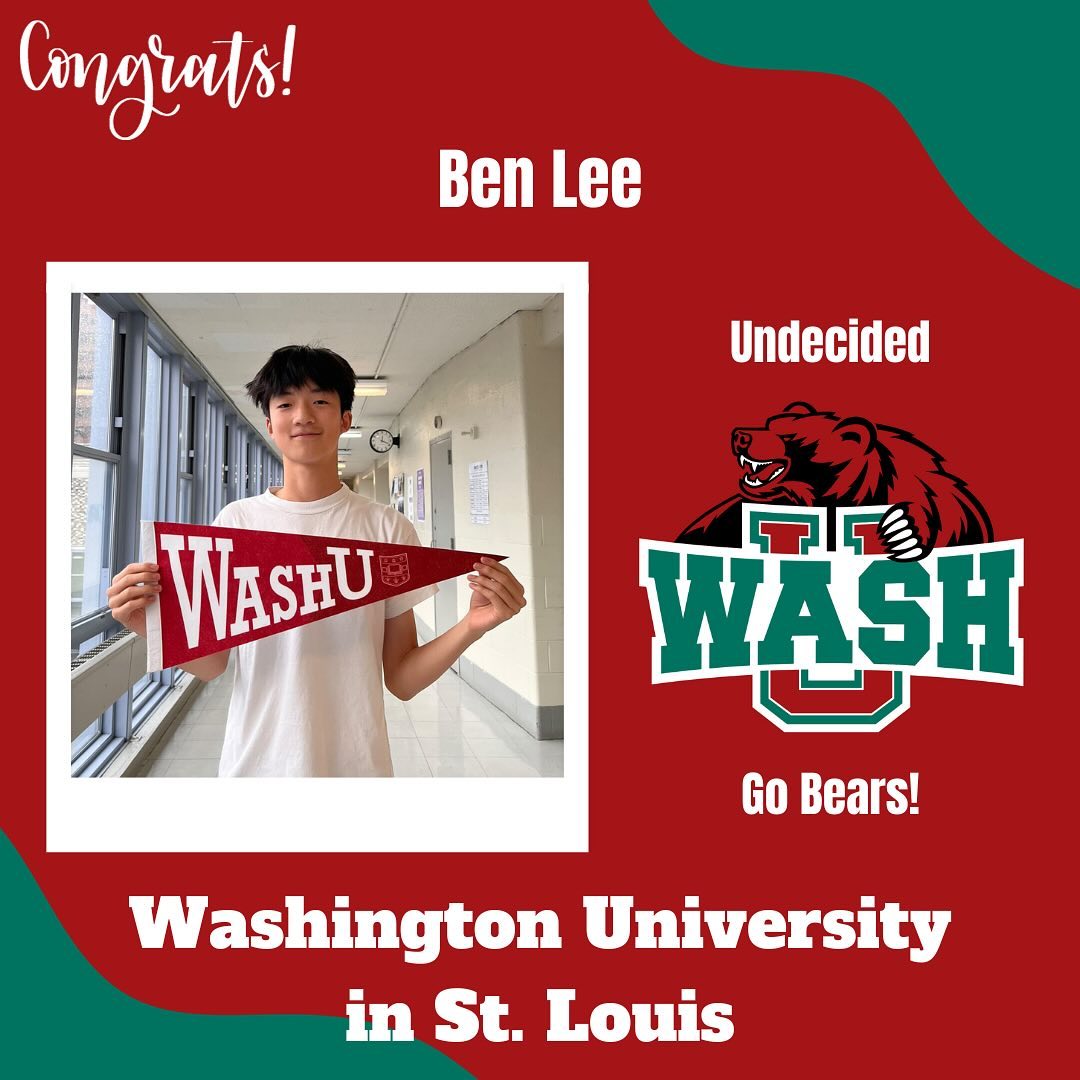 Congrats!
Ben Lee
Undecided
WASHU
U
WASH
Go Bears!
Washington University
in St. Louis